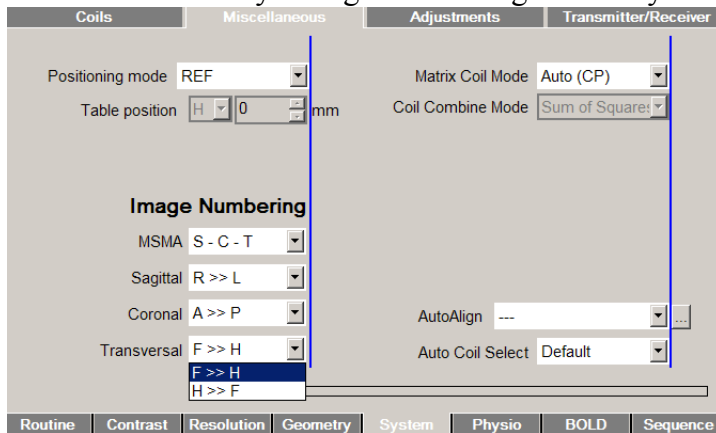 Coils Miscellaneous Adjustments Transmitter/Receiver
Positioning mode REF Matrix Coil Mode Auto (CP)
Table position H 0 mm Coil Combine Mode Sum of Squares
Image Numbering
MSMA S - C - T
Sagittal R >> L
Coronal A >> P AutoAlign --- ...
Transversal F >> H Auto Coil Select Default
F >> H
H >> F
Routine Contrast Resolution Geometry System Physio BOLD Sequence